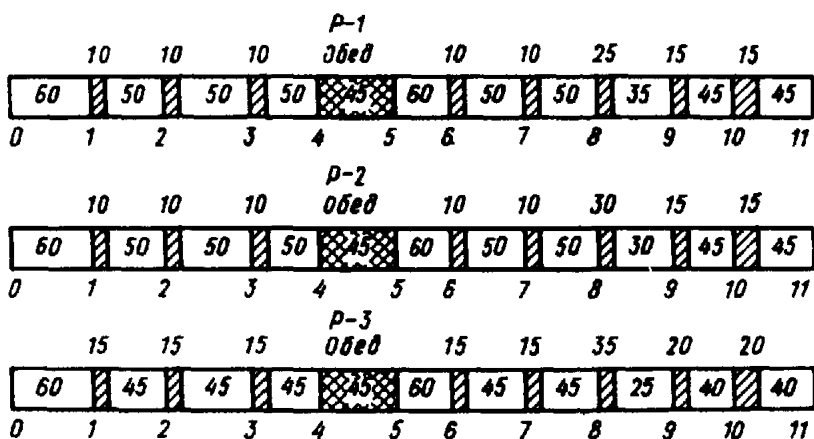 Р-1
10 10 10 Обед 10 10 25 15 15
60 50 50 50 45 60 50 50 35 45 45
0 1 2 3 4 5 6 7 8 9 10 11
Р-2
10 10 10 Обед 10 10 30 15 15
60 50 50 50 45 60 50 50 30 45 45
0 1 2 3 4 5 6 7 8 9 10 11
Р-3
15 15 15 Обед 15 15 35 20 20
60 45 45 45 45 60 45 45 25 40 40
0 1 2 3 4 5 6 7 8 9 10 11